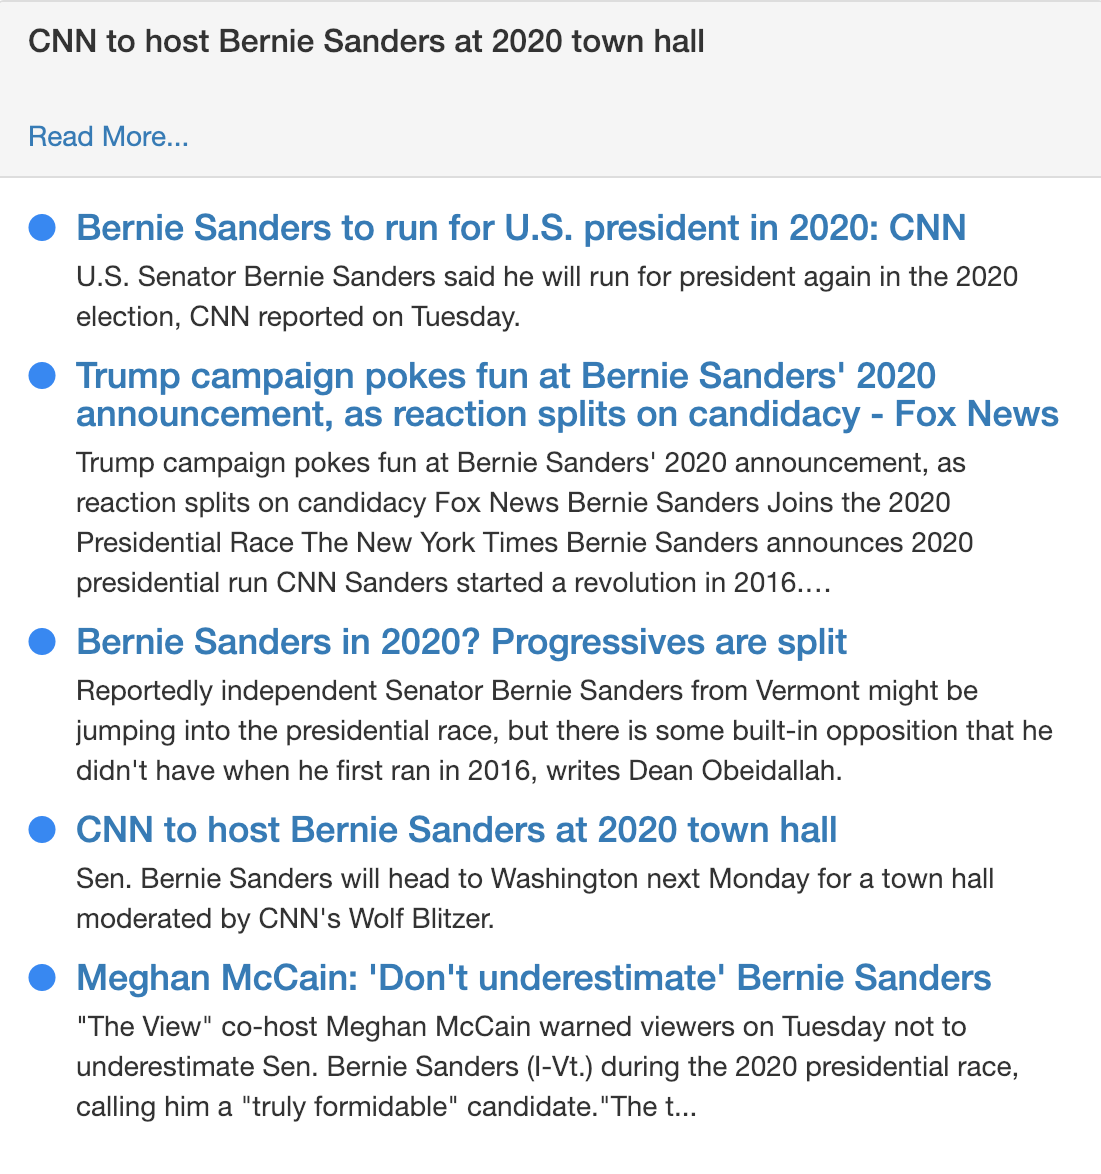 CNN to host Bernie Sanders at 2020 town hall
Read More...
Bernie Sanders to run for U.S. president in 2020: CNN
U.S. Senator Bernie Sanders said he will run for president again in the 2020
election, CNN reported on Tuesday.
Trump campaign pokes fun at Bernie Sanders' 2020
announcement, as reaction splits on candidacy - Fox News
Trump campaign pokes fun at Bernie Sanders' 2020 announcement, as
reaction splits on candidacy Fox News Bernie Sanders Joins the 2020
Presidential Race The New York Times Bernie Sanders announces 2020
presidential run CNN Sanders started a revolution in 2016....
Bernie Sanders in 2020? Progressives are split
Reportedly independent Senator Bernie Sanders from Vermont might be
jumping into the presidential race, but there is some built-in opposition that he
didn't have when he first ran in 2016, writes Dean Obeidallah.
CNN to host Bernie Sanders at 2020 town hall
Sen. Bernie Sanders will head to Washington next Monday for a town hall
moderated by CNN's Wolf Blitzer.
Meghan McCain: 'Don't underestimate' Bernie Sanders
"The View" co-host Meghan McCain warned viewers on Tuesday not to
underestimate Sen. Bernie Sanders (I-Vt.) during the 2020 presidential race,
calling him a "truly formidable" candidate."The t...